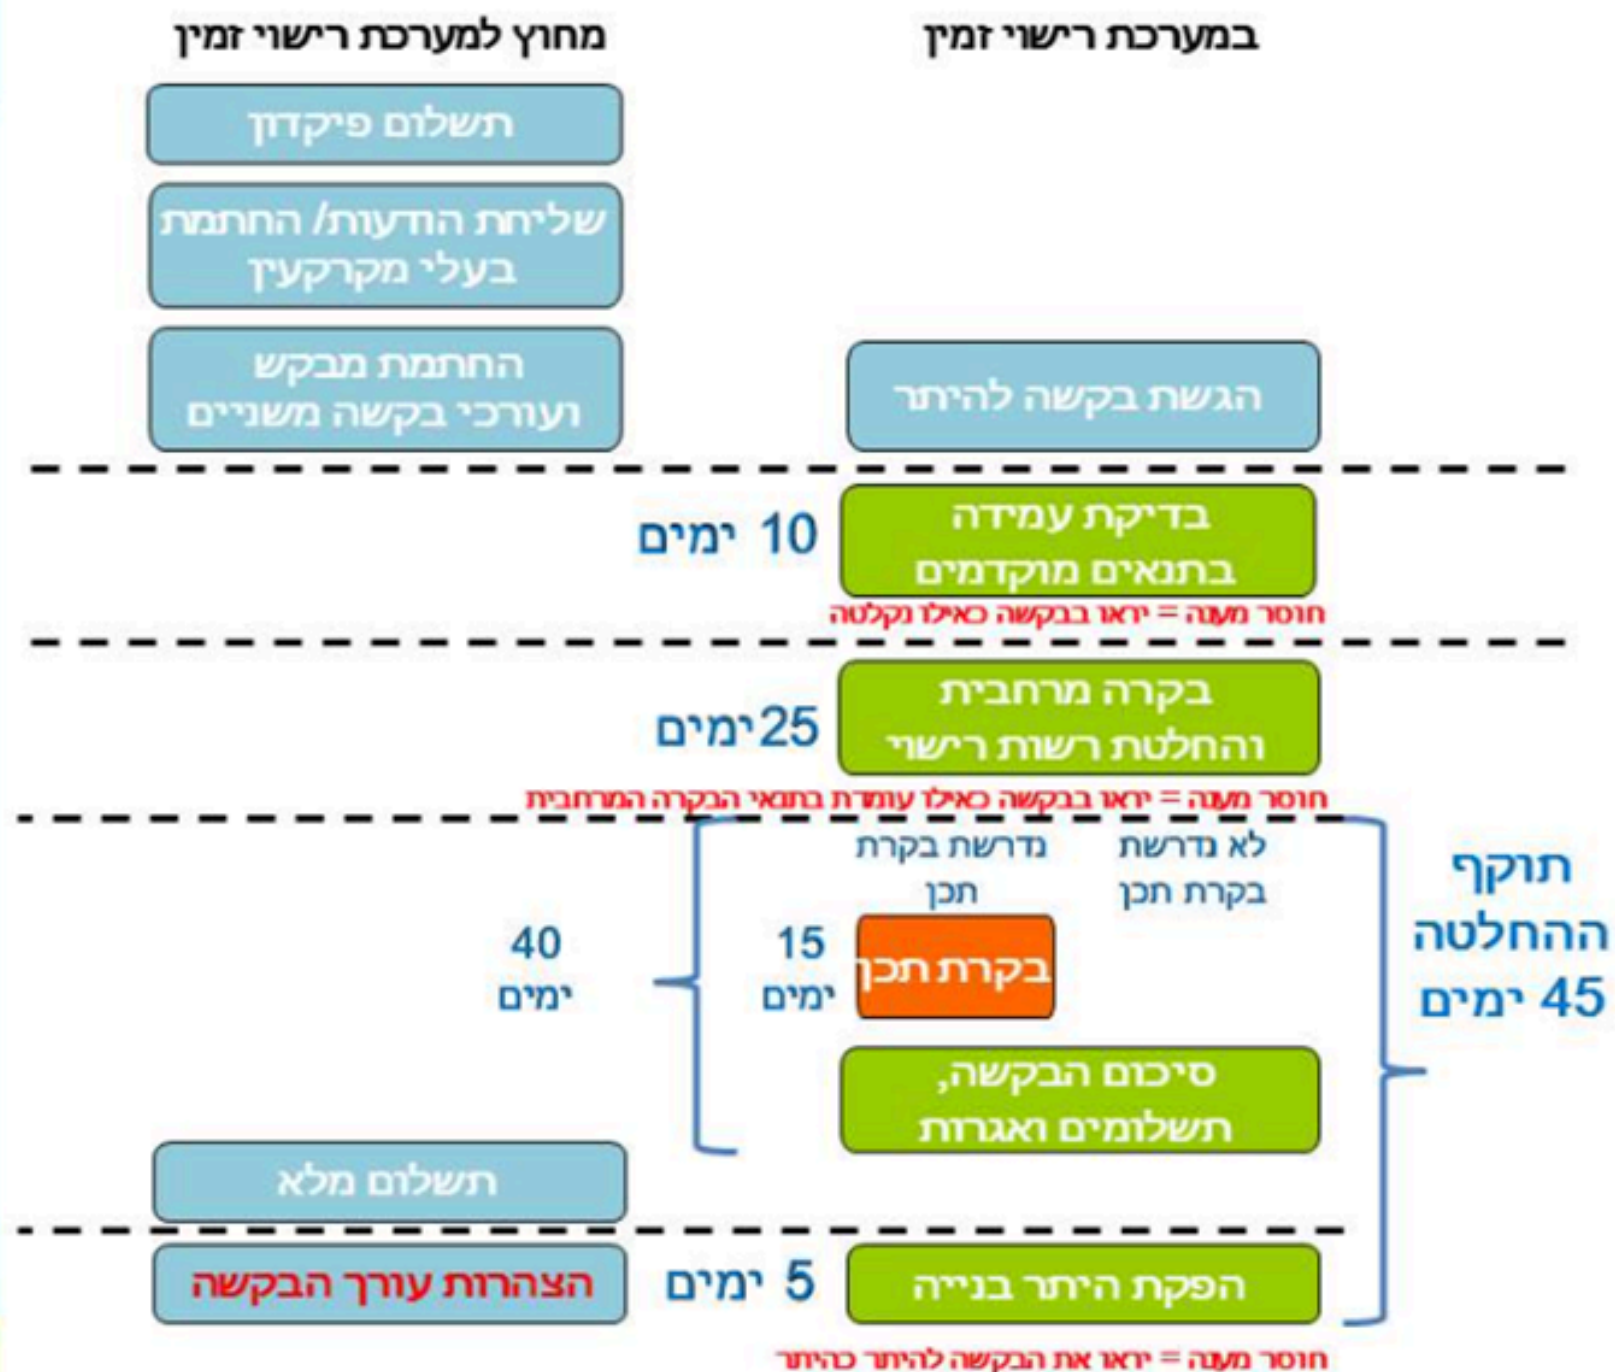 במערכת רישוי זמין
מחוץ למערכת רישוי זמין
תשלום פיקדון
שליחת הודעות/ החתמת
בעלי מקרקעין
החתמת מבקש
ועורכי בקשה משניים
הגשת בקשה להיתר
בדיקת עמידה
בתנאים מוקדמים
10 ימים
חוסר מענה = יראו בבקשה כאילו נקלטה
בקרה מרחבית
והחלטת רשות רישוי
25 ימים
חוסר מענה = יראו בבקשה כאילו עומדת בתנאי הבקרה המרחבית
תוקף
ההחלטה
45 ימים
לא נדרשת
בקרת תכן
נדרשת בקרת
תכן
בקרת תכן
15
ימים
40
ימים
סיכום הבקשה,
תשלומים ואגרות
תשלום מלא
הפקת היתר בנייה
5 ימים
הצהרות עורך הבקשה
חוסר מענה = יראו את הבקשה להיתר כהיתר